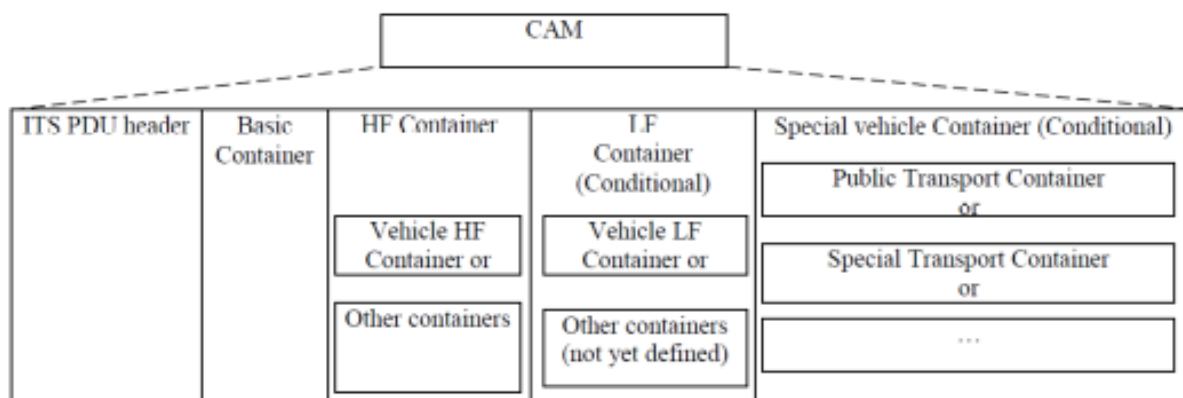 CAM
ITS PDU header
Basic
Container
HF Container
Vehicle HF
Container or
Other containers
LF
Container
(Conditional)
Vehicle LF
Container or
Other containers
(not yet defined)
Special vehicle Container (Conditional)
Public Transport Container
or
Special Transport Container
or
...